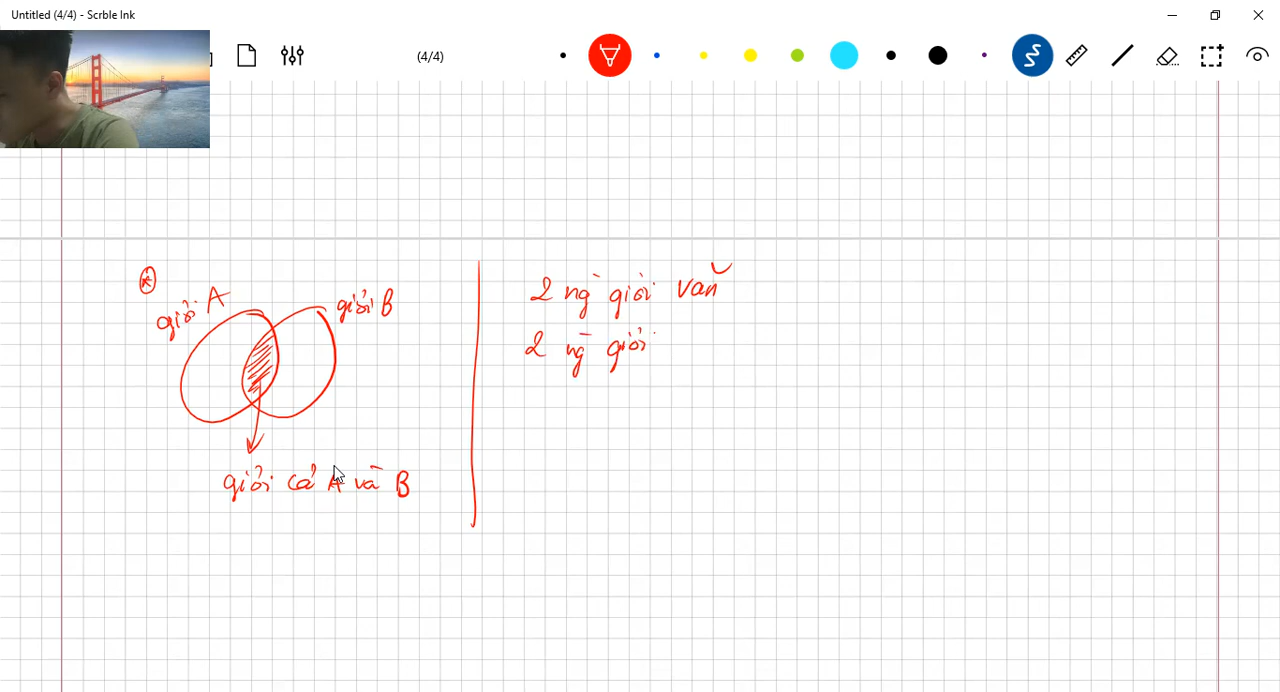 Untitled (4/4) - Scrble Ink
(4/4)
giỏi A
giỏi B
giỏi cả A và B
2 ng` giỏi văn
2 ng` giỏi